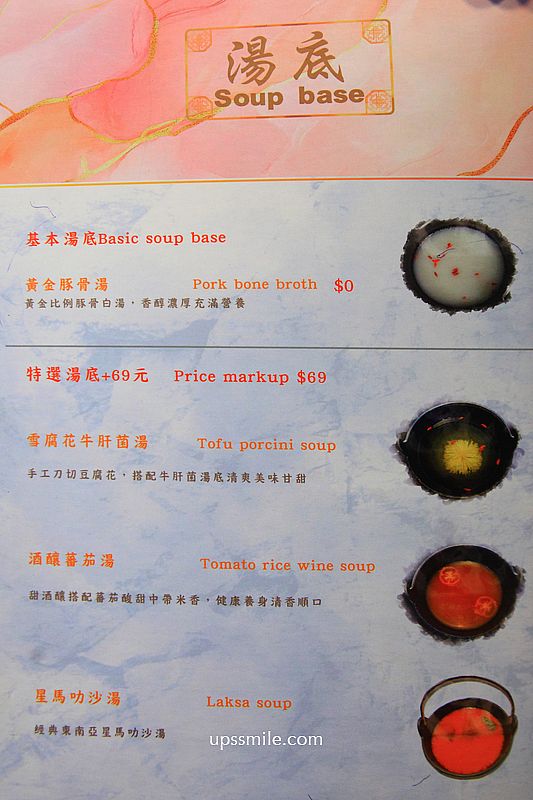 湯底
Soup base
基本湯底Basic soup base
黃金豚骨湯 Pork bone broth $0
黃金比例豚骨白湯，香醇濃厚充滿營養
特選湯底+69元 Price markup $69
雪腐花牛肝菌湯 Tofu porcini soup
手工刀切豆腐花，搭配牛肝菌湯底清爽美味甘甜
酒釀蕃茄湯 Tomato rice wine soup
甜酒釀搭配蕃茄酸甜中帶米香，健康養身清香順口
星馬叻沙湯 Laksa soup
經典東南亞星馬叻沙湯
upssmile.com